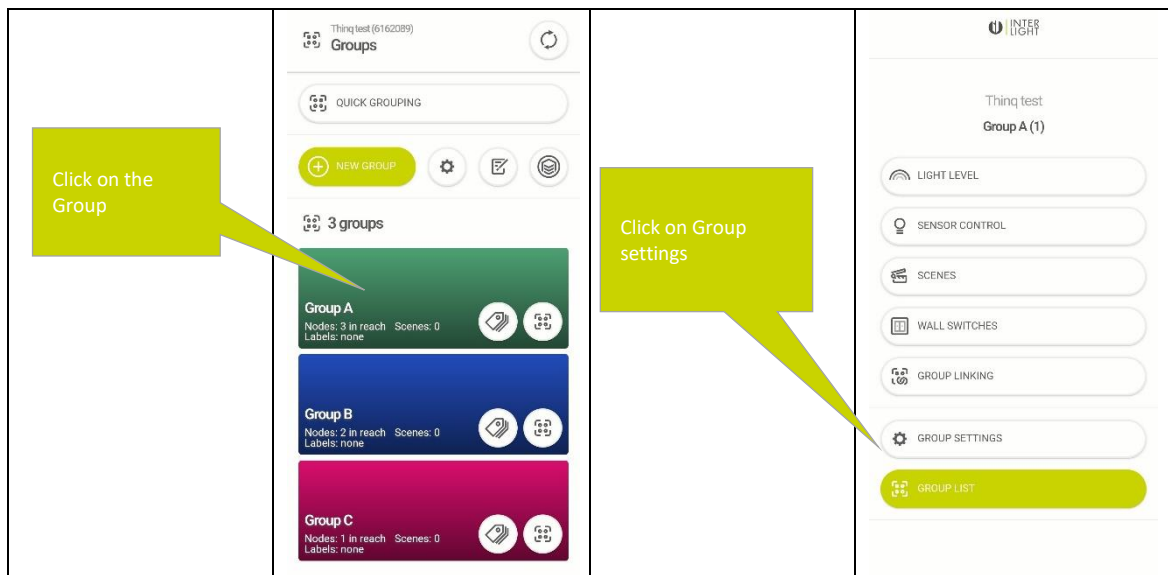 Click on the
Group
Thinq test (6162089)
Groups
QUICK GROUPING
NEW GROUP
3 groups
Group A
Nodes: 3 in reach Scenes: 0
Labels: none
Group B
Nodes: 2 in reach Scenes: 0
Labels: none
Group C
Nodes: 1 in reach Scenes: 0
Labels: none
Click on Group
settings
INTER
LIGHT
Thinq test
Group A (1)
LIGHT LEVEL
SENSOR CONTROL
SCENES
WALL SWITCHES
GROUP LINKING
GROUP SETTINGS
GROUP LIST